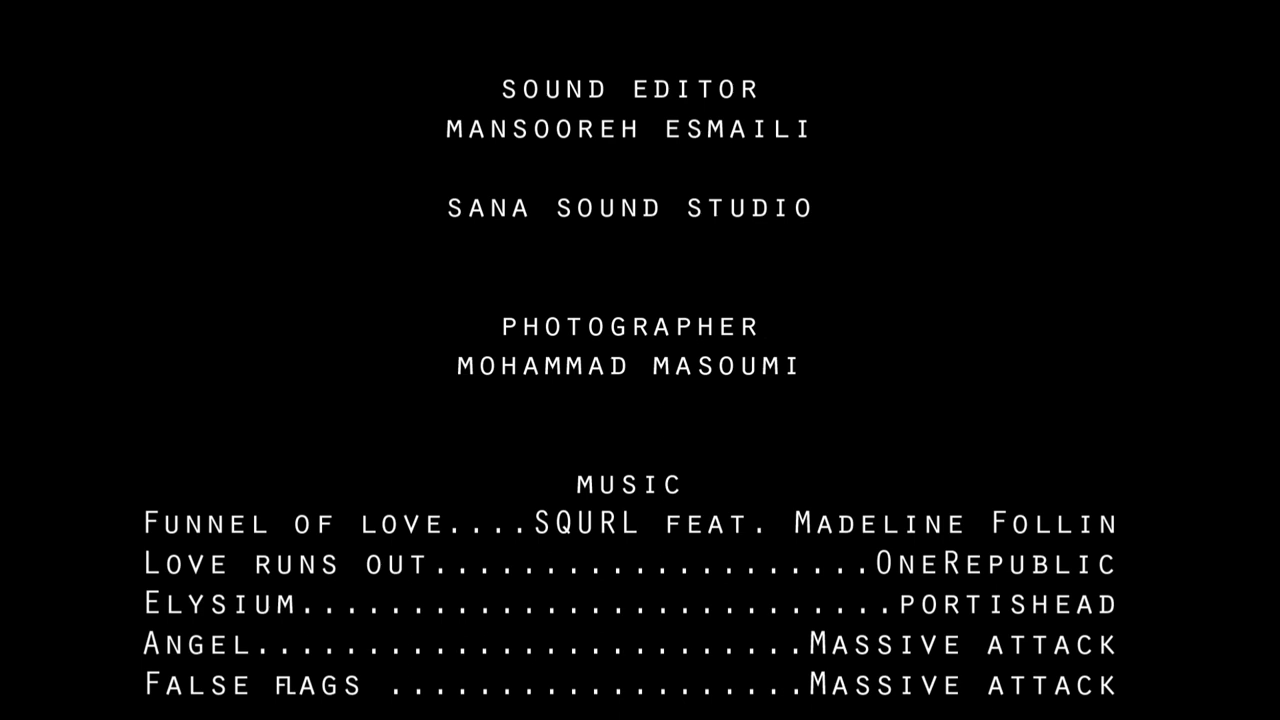 SOUND EDITOR
MANSOOREH ESMAILI
SANA SOUND STUDIO
PHOTOGRAPHER
MOHAMMAD MASOUMI
MUSIC
FUNNEL OF LOVE....SQURL FEAT. MADELINE FOLLIN
LOVE RUNS OUT....................ONEREPUBLIC
ELYSIUM...........................PORTISHEAD
ANGEL.........................MASSIVE ATTACK
FALSE FLAGS ...................MASSIVE ATTACK